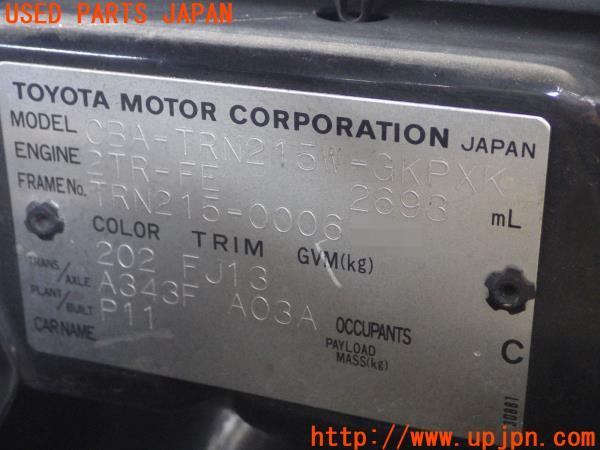 USED PARTS JAPAN
TOYOTA MOTOR CORPORATION JAPAN
MODEL CBA-TRN215W-GKPXK
ENGINE 2TR-FE 2693 mL
FRAME No. TRN215-0006
COLOR TRIM GVM(kg)
202 FJ13
TRANS/AXLE A343F A03A
PLANT/BUILT P11 OCCUPANTS
CAR NAME PAYLOAD MASS(kg) C
30881
http://www.upjpn.com/